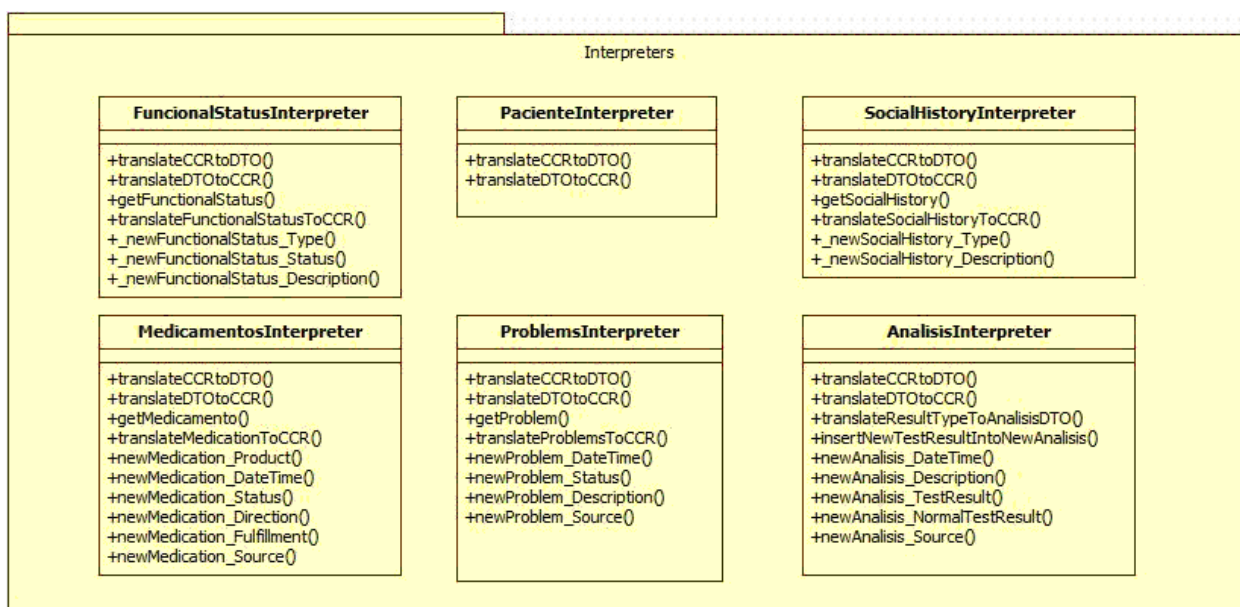 Interpreters
FuncionalStatusInterpreter
+translateCCRtoDTO()
+translateDTOtoCCR()
+getFunctionalStatus()
+translateFunctionalStatusToCCR()
+_newFunctionalStatus_Type()
+_newFunctionalStatus_Status()
+_newFunctionalStatus_Description()
PacienteInterpreter
+translateCCRtoDTO()
+translateDTOtoCCR()
SocialHistoryInterpreter
+translateCCRtoDTO()
+translateDTOtoCCR()
+getSocialHistory()
+translateSocialHistoryToCCR()
+_newSocialHistory_Type()
+_newSocialHistory_Description()
MedicamentosInterpreter
+translateCCRtoDTO()
+translateDTOtoCCR()
+getMedicamento()
+translateMedicationToCCR()
+newMedication_Product()
+newMedication_DateTime()
+newMedication_Status()
+newMedication_Direction()
+newMedication_Fulfillment()
+newMedication_Source()
ProblemsInterpreter
+translateCCRtoDTO()
+translateDTOtoCCR()
+getProblem()
+translateProblemsToCCR()
+newProblem_DateTime()
+newProblem_Status()
+newProblem_Description()
+newProblem_Source()
AnalisisInterpreter
+translateCCRtoDTO()
+translateDTOtoCCR()
+translateResultTypeToAnalisisDTO()
+insertNewTestResultIntoNewAnalisis()
+newAnalisis_DateTime()
+newAnalisis_Description()
+newAnalisis_TestResult()
+newAnalisis_NormalTestResult()
+newAnalisis_Source()